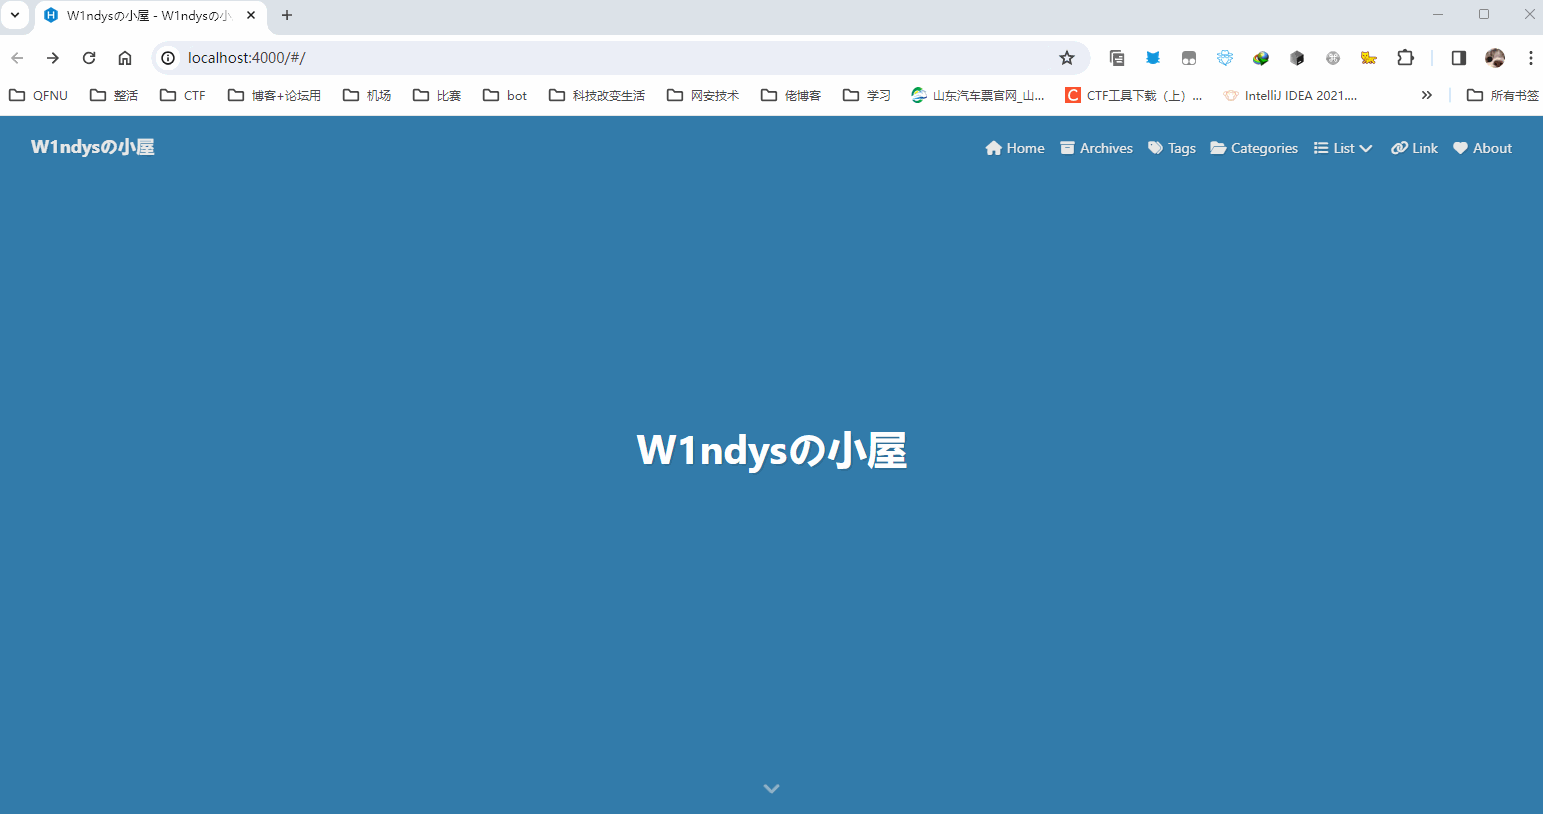 W1ndysの小屋 - W1ndysの小
localhost:4000/#/
QFNU 整活 CTF 博客+论坛用 机场 比赛 bot 科技改变生活 网安技术 佬博客 学习 山东汽车票官网_山... CTF工具下载（上）... IntelliJ IDEA 2021.... 所有书签
W1ndysの小屋 Home Archives Tags Categories List Link About
W1ndysの小屋